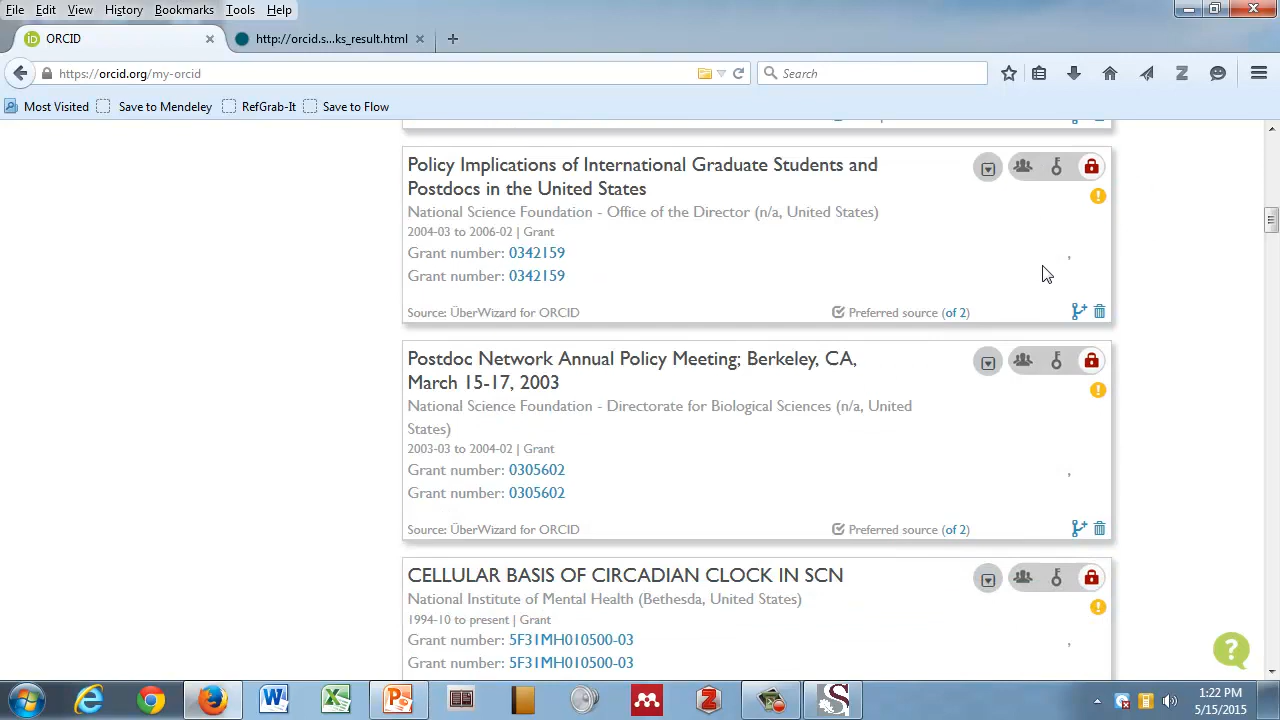 File Edit View History Bookmarks Tools Help
iD ORCID
http://orcid.s...ks_result.html
https://orcid.org/my-orcid
Search
Z
Most Visited Save to Mendeley RefGrab-It Save to Flow
Policy Implications of International Graduate Students and
Postdocs in the United States
National Science Foundation - Office of the Director (n/a, United States)
2004-03 to 2006-02 | Grant
Grant number: 0342159
,
Grant number: 0342159
Source: ÜberWizard for ORCID Preferred source (of 2)
Postdoc Network Annual Policy Meeting; Berkeley, CA,
March 15-17, 2003
National Science Foundation - Directorate for Biological Sciences (n/a, United
States)
2003-03 to 2004-02 | Grant
Grant number: 0305602
,
Grant number: 0305602
Source: ÜberWizard for ORCID Preferred source (of 2)
CELLULAR BASIS OF CIRCADIAN CLOCK IN SCN
National Institute of Mental Health (Bethesda, United States)
1994-10 to present | Grant
Grant number: 5F31MH010500-03
,
Grant number: 5F31MH010500-03
?
1:22 PM
5/15/2015